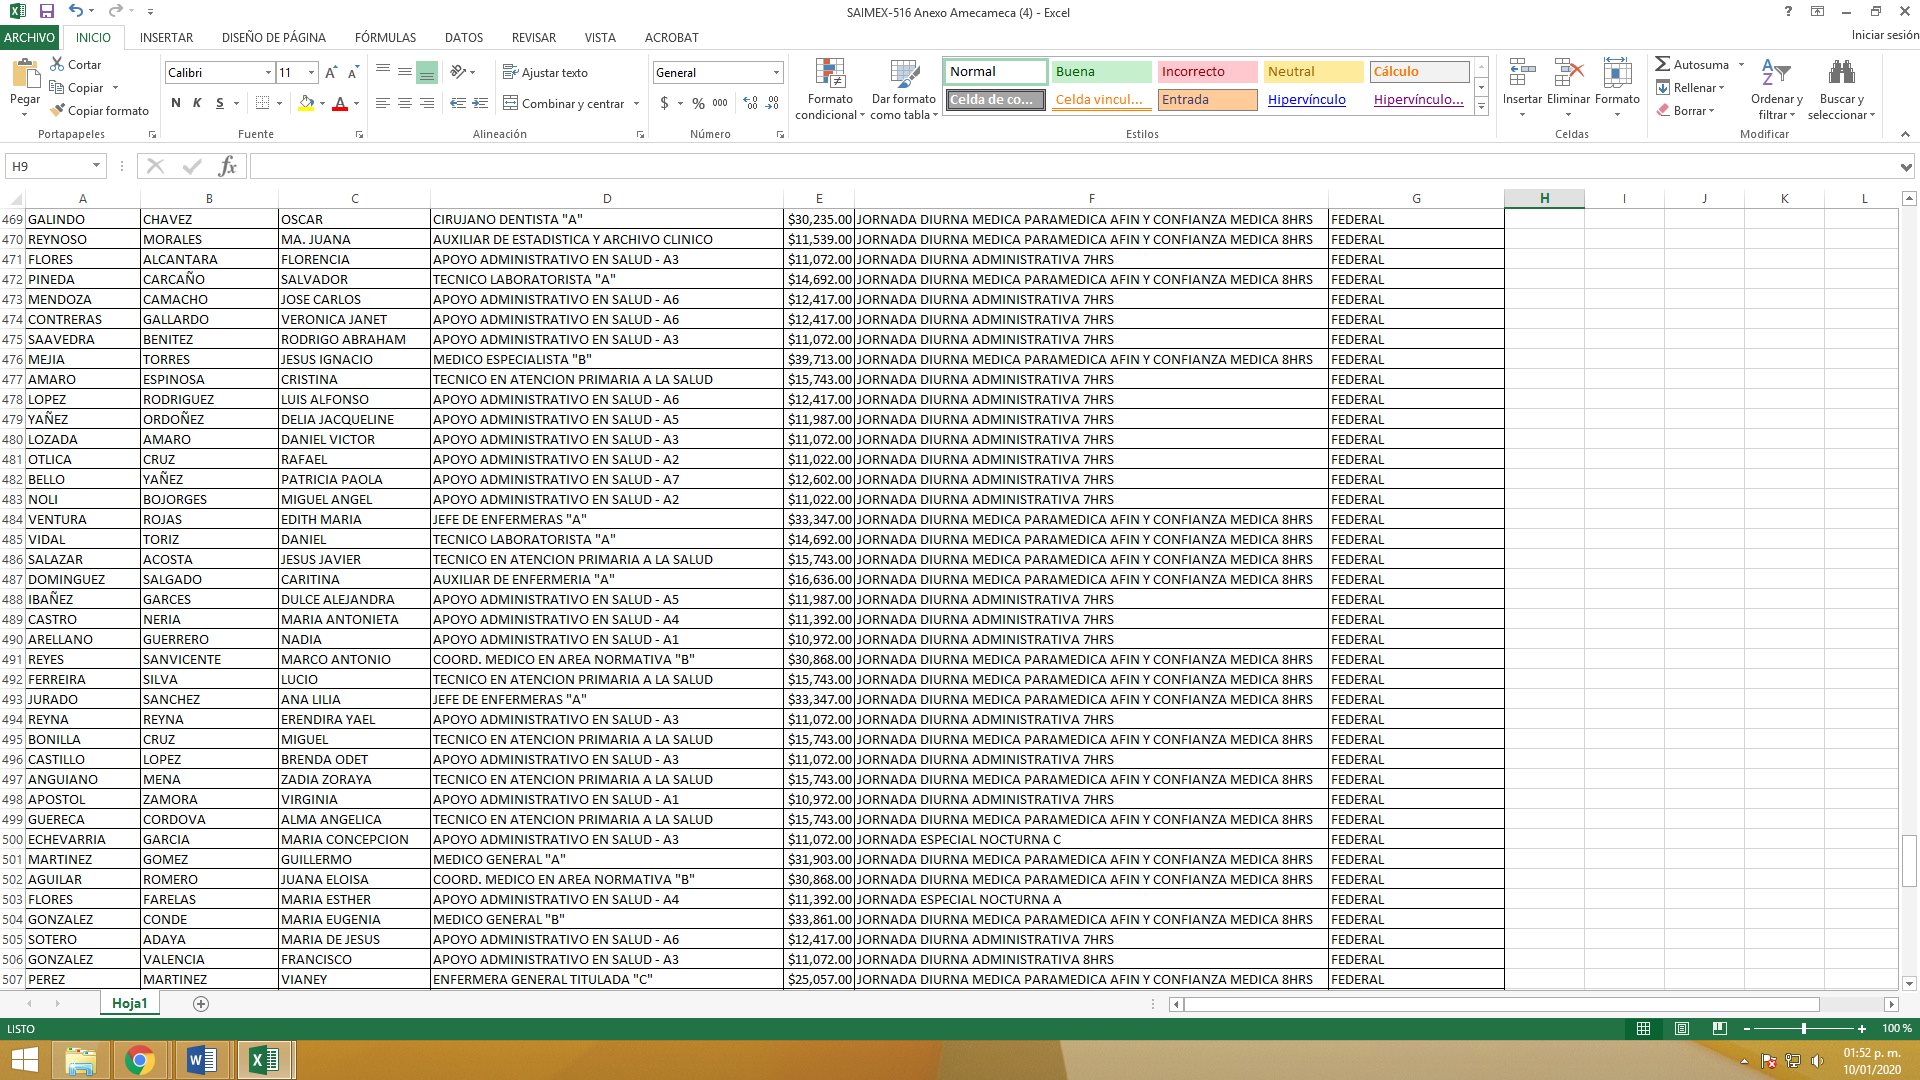 SAIMEX-516 Anexo Amecameca (4) - Excel
ARCHIVO INICIO INSERTAR DISEÑO DE PÁGINA FÓRMULAS DATOS REVISAR VISTA ACROBAT Iniciar sesión
Pegar Cortar Copiar Copiar formato Portapapeles
Calibri 11 N K S Fuente
Ajustar texto Combinar y centrar Alineación
General $ % 000 Número
Formato condicional Dar formato como tabla
Normal Buena Incorrecto Neutral Cálculo
Celda de co... Celda vincul... Entrada Hipervínculo Hipervínculo...
Estilos
Insertar Eliminar Formato Celdas
Autosuma Rellenar Borrar Ordenar y filtrar Buscar y seleccionar Modificar
H9 fx
A B C D E F G H I J K L
469 GALINDO CHAVEZ OSCAR CIRUJANO DENTISTA "A" $30,235.00 JORNADA DIURNA MEDICA PARAMEDICA AFIN Y CONFIANZA MEDICA 8HRS FEDERAL
470 REYNOSO MORALES MA. JUANA AUXILIAR DE ESTADISTICA Y ARCHIVO CLINICO $11,539.00 JORNADA DIURNA MEDICA PARAMEDICA AFIN Y CONFIANZA MEDICA 8HRS FEDERAL
471 FLORES ALCANTARA FLORENCIA APOYO ADMINISTRATIVO EN SALUD - A3 $11,072.00 JORNADA DIURNA ADMINISTRATIVA 7HRS FEDERAL
472 PINEDA CARCAÑO SALVADOR TECNICO LABORATORISTA "A" $14,692.00 JORNADA DIURNA MEDICA PARAMEDICA AFIN Y CONFIANZA MEDICA 8HRS FEDERAL
473 MENDOZA CAMACHO JOSE CARLOS APOYO ADMINISTRATIVO EN SALUD - A6 $12,417.00 JORNADA DIURNA ADMINISTRATIVA 7HRS FEDERAL
474 CONTRERAS GALLARDO VERONICA JANET APOYO ADMINISTRATIVO EN SALUD - A6 $12,417.00 JORNADA DIURNA ADMINISTRATIVA 7HRS FEDERAL
475 SAAVEDRA BENITEZ RODRIGO ABRAHAM APOYO ADMINISTRATIVO EN SALUD - A3 $11,072.00 JORNADA DIURNA ADMINISTRATIVA 7HRS FEDERAL
476 MEJIA TORRES JESUS IGNACIO MEDICO ESPECIALISTA "B" $39,713.00 JORNADA DIURNA MEDICA PARAMEDICA AFIN Y CONFIANZA MEDICA 8HRS FEDERAL
477 AMARO ESPINOSA CRISTINA TECNICO EN ATENCION PRIMARIA A LA SALUD $15,743.00 JORNADA DIURNA ADMINISTRATIVA 7HRS FEDERAL
478 LOPEZ RODRIGUEZ LUIS ALFONSO APOYO ADMINISTRATIVO EN SALUD - A6 $12,417.00 JORNADA DIURNA ADMINISTRATIVA 7HRS FEDERAL
479 YAÑEZ ORDOÑEZ DELIA JACQUELINE APOYO ADMINISTRATIVO EN SALUD - A5 $11,987.00 JORNADA DIURNA ADMINISTRATIVA 7HRS FEDERAL
480 LOZADA AMARO DANIEL VICTOR APOYO ADMINISTRATIVO EN SALUD - A3 $11,072.00 JORNADA DIURNA ADMINISTRATIVA 7HRS FEDERAL
481 OTLICA CRUZ RAFAEL APOYO ADMINISTRATIVO EN SALUD - A2 $11,022.00 JORNADA DIURNA ADMINISTRATIVA 7HRS FEDERAL
482 BELLO YAÑEZ PATRICIA PAOLA APOYO ADMINISTRATIVO EN SALUD - A7 $12,602.00 JORNADA DIURNA ADMINISTRATIVA 7HRS FEDERAL
483 NOLI BOJORGES MIGUEL ANGEL APOYO ADMINISTRATIVO EN SALUD - A2 $11,022.00 JORNADA DIURNA ADMINISTRATIVA 7HRS FEDERAL
484 VENTURA ROJAS EDITH MARIA JEFE DE ENFERMERAS "A" $33,347.00 JORNADA DIURNA MEDICA PARAMEDICA AFIN Y CONFIANZA MEDICA 8HRS FEDERAL
485 VIDAL TORIZ DANIEL TECNICO LABORATORISTA "A" $14,692.00 JORNADA DIURNA MEDICA PARAMEDICA AFIN Y CONFIANZA MEDICA 8HRS FEDERAL
486 SALAZAR ACOSTA JESUS JAVIER TECNICO EN ATENCION PRIMARIA A LA SALUD $15,743.00 JORNADA DIURNA MEDICA PARAMEDICA AFIN Y CONFIANZA MEDICA 8HRS FEDERAL
487 DOMINGUEZ SALGADO CARITINA AUXILIAR DE ENFERMERIA "A" $16,636.00 JORNADA DIURNA MEDICA PARAMEDICA AFIN Y CONFIANZA MEDICA 8HRS FEDERAL
488 IBAÑEZ GARCES DULCE ALEJANDRA APOYO ADMINISTRATIVO EN SALUD - A5 $11,987.00 JORNADA DIURNA ADMINISTRATIVA 7HRS FEDERAL
489 CASTRO NERIA MARIA ANTONIETA APOYO ADMINISTRATIVO EN SALUD - A4 $11,392.00 JORNADA DIURNA ADMINISTRATIVA 7HRS FEDERAL
490 ARELLANO GUERRERO NADIA APOYO ADMINISTRATIVO EN SALUD - A1 $10,972.00 JORNADA DIURNA ADMINISTRATIVA 7HRS FEDERAL
491 REYES SANVICENTE MARCO ANTONIO COORD. MEDICO EN AREA NORMATIVA "B" $30,868.00 JORNADA DIURNA MEDICA PARAMEDICA AFIN Y CONFIANZA MEDICA 8HRS FEDERAL
492 FERREIRA SILVA LUCIO TECNICO EN ATENCION PRIMARIA A LA SALUD $15,743.00 JORNADA DIURNA MEDICA PARAMEDICA AFIN Y CONFIANZA MEDICA 8HRS FEDERAL
493 JURADO SANCHEZ ANA LILIA JEFE DE ENFERMERAS "A" $33,347.00 JORNADA DIURNA MEDICA PARAMEDICA AFIN Y CONFIANZA MEDICA 8HRS FEDERAL
494 REYNA REYNA ERENDIRA YAEL APOYO ADMINISTRATIVO EN SALUD - A3 $11,072.00 JORNADA DIURNA ADMINISTRATIVA 7HRS FEDERAL
495 BONILLA CRUZ MIGUEL TECNICO EN ATENCION PRIMARIA A LA SALUD $15,743.00 JORNADA DIURNA MEDICA PARAMEDICA AFIN Y CONFIANZA MEDICA 8HRS FEDERAL
496 CASTILLO LOPEZ BRENDA ODET APOYO ADMINISTRATIVO EN SALUD - A3 $11,072.00 JORNADA DIURNA ADMINISTRATIVA 7HRS FEDERAL
497 ANGUIANO MENA ZADIA ZORAYA TECNICO EN ATENCION PRIMARIA A LA SALUD $15,743.00 JORNADA DIURNA MEDICA PARAMEDICA AFIN Y CONFIANZA MEDICA 8HRS FEDERAL
498 APOSTOL ZAMORA VIRGINIA APOYO ADMINISTRATIVO EN SALUD - A1 $10,972.00 JORNADA DIURNA ADMINISTRATIVA 7HRS FEDERAL
499 GUERECA CORDOVA ALMA ANGELICA TECNICO EN ATENCION PRIMARIA A LA SALUD $15,743.00 JORNADA DIURNA MEDICA PARAMEDICA AFIN Y CONFIANZA MEDICA 8HRS FEDERAL
500 ECHEVARRIA GARCIA MARIA CONCEPCION APOYO ADMINISTRATIVO EN SALUD - A3 $11,072.00 JORNADA ESPECIAL NOCTURNA C FEDERAL
501 MARTINEZ GOMEZ GUILLERMO MEDICO GENERAL "A" $31,903.00 JORNADA DIURNA MEDICA PARAMEDICA AFIN Y CONFIANZA MEDICA 8HRS FEDERAL
502 AGUILAR ROMERO JUANA ELOISA COORD. MEDICO EN AREA NORMATIVA "B" $30,868.00 JORNADA DIURNA MEDICA PARAMEDICA AFIN Y CONFIANZA MEDICA 8HRS FEDERAL
503 FLORES FARELAS MARIA ESTHER APOYO ADMINISTRATIVO EN SALUD - A4 $11,392.00 JORNADA ESPECIAL NOCTURNA A FEDERAL
504 GONZALEZ CONDE MARIA EUGENIA MEDICO GENERAL "B" $33,861.00 JORNADA DIURNA MEDICA PARAMEDICA AFIN Y CONFIANZA MEDICA 8HRS FEDERAL
505 SOTERO ADAYA MARIA DE JESUS APOYO ADMINISTRATIVO EN SALUD - A6 $12,417.00 JORNADA DIURNA ADMINISTRATIVA 7HRS FEDERAL
506 GONZALEZ VALENCIA FRANCISCO APOYO ADMINISTRATIVO EN SALUD - A3 $11,072.00 JORNADA DIURNA ADMINISTRATIVA 8HRS FEDERAL
507 PEREZ MARTINEZ VIANEY ENFERMERA GENERAL TITULADA "C" $25,057.00 JORNADA DIURNA MEDICA PARAMEDICA AFIN Y CONFIANZA MEDICA 8HRS FEDERAL
Hoja1
LISTO 100 %
01:52 p. m.
10/01/2020